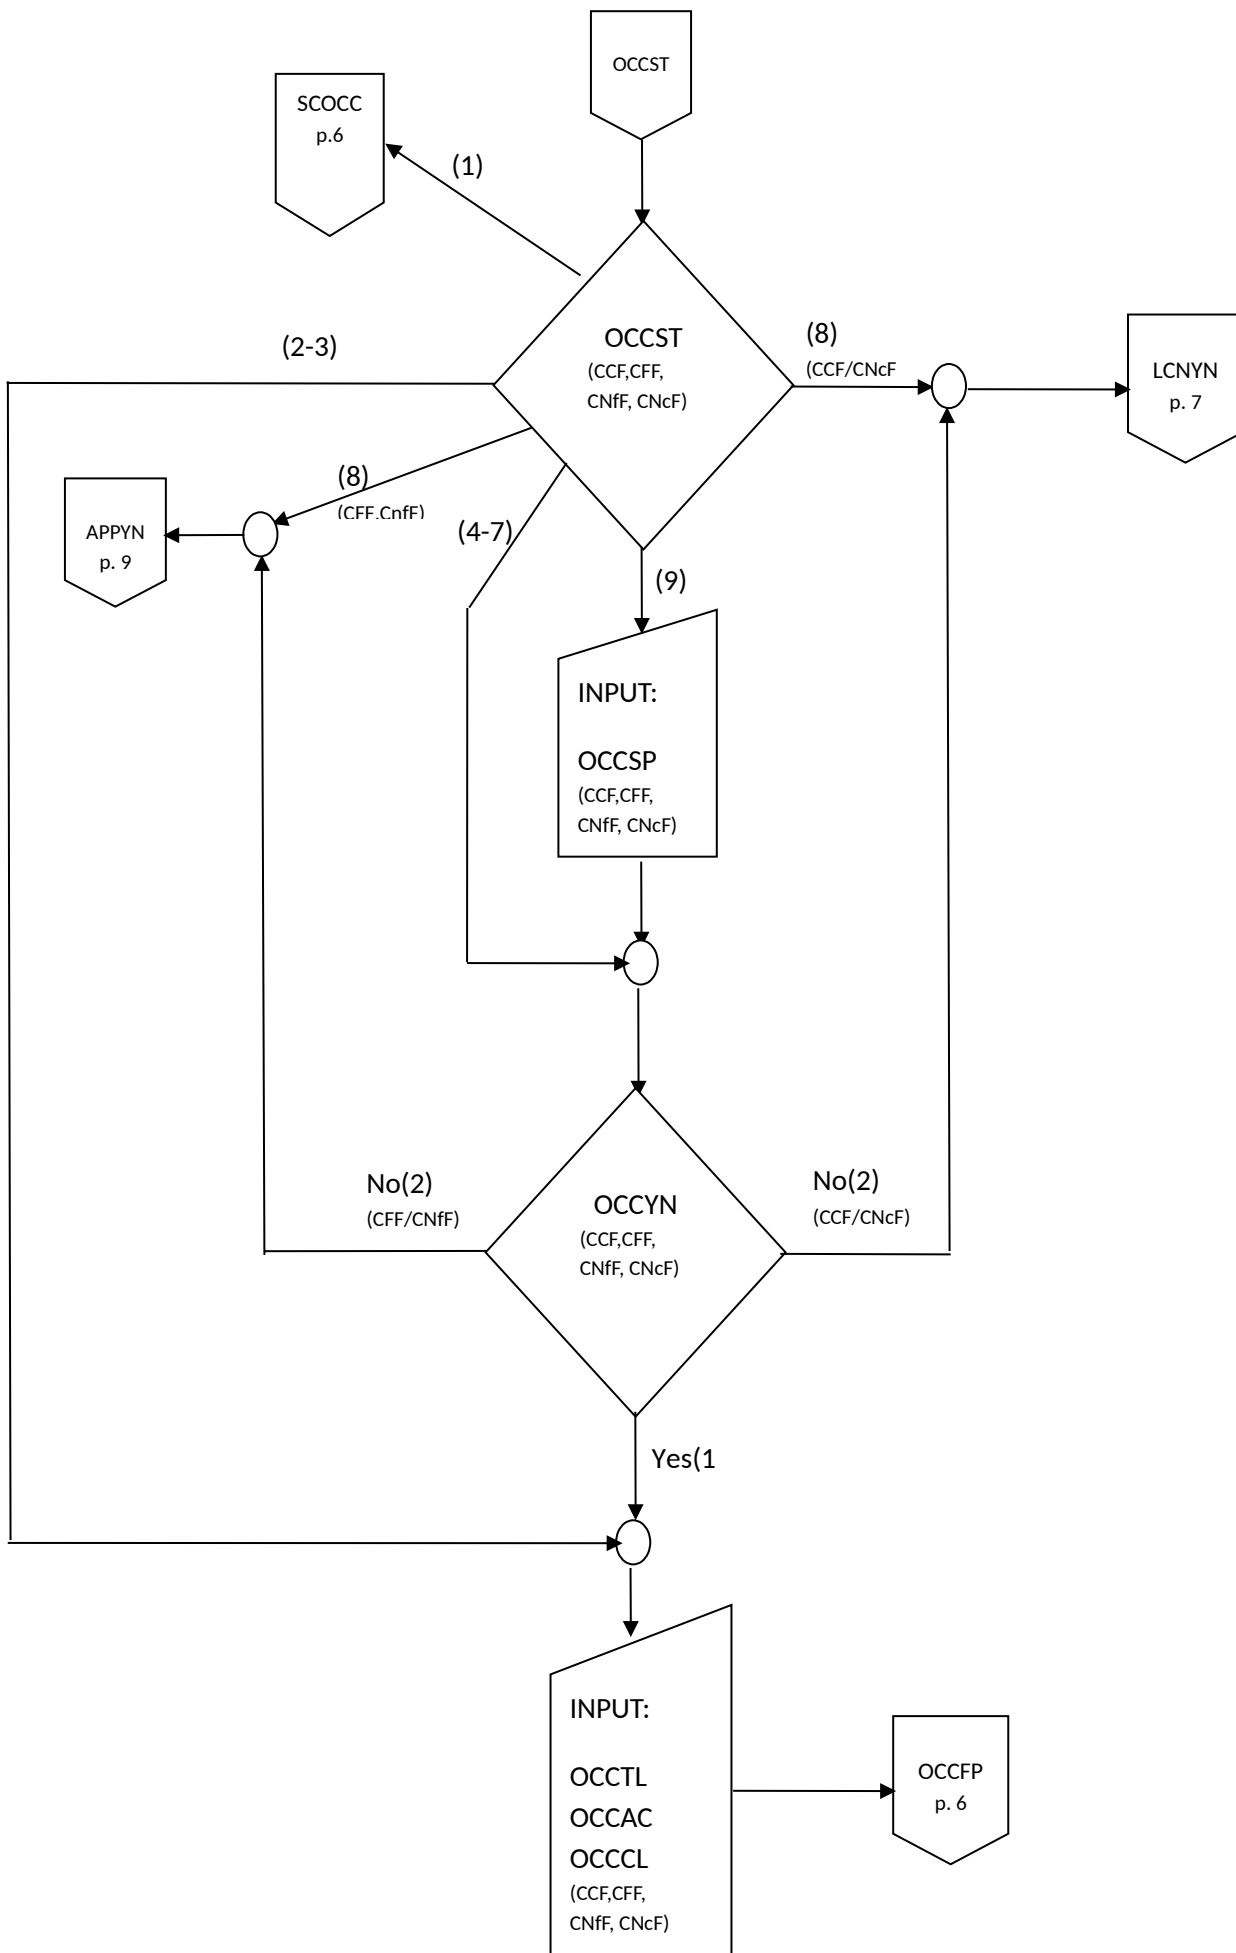 OCCST
SCOCC
p.6
(1)
OCCST
(CCF,CFF,
CNfF, CNcF)
(2-3)
(8)
(CCF/CNcF
LCNYN
p. 7
(8)
(CFF,CnfF)
(4-7)
APPYN
p. 9
(9)
INPUT:
OCCSP
(CCF,CFF,
CNfF, CNcF)
No(2)
(CFF/CNfF)
OCCYN
(CCF,CFF,
CNfF, CNcF)
No(2)
(CCF/CNcF)
Yes(1
INPUT:
OCCTL
OCCAC
OCCCL
(CCF,CFF,
CNfF, CNcF)
OCCFP
p. 6